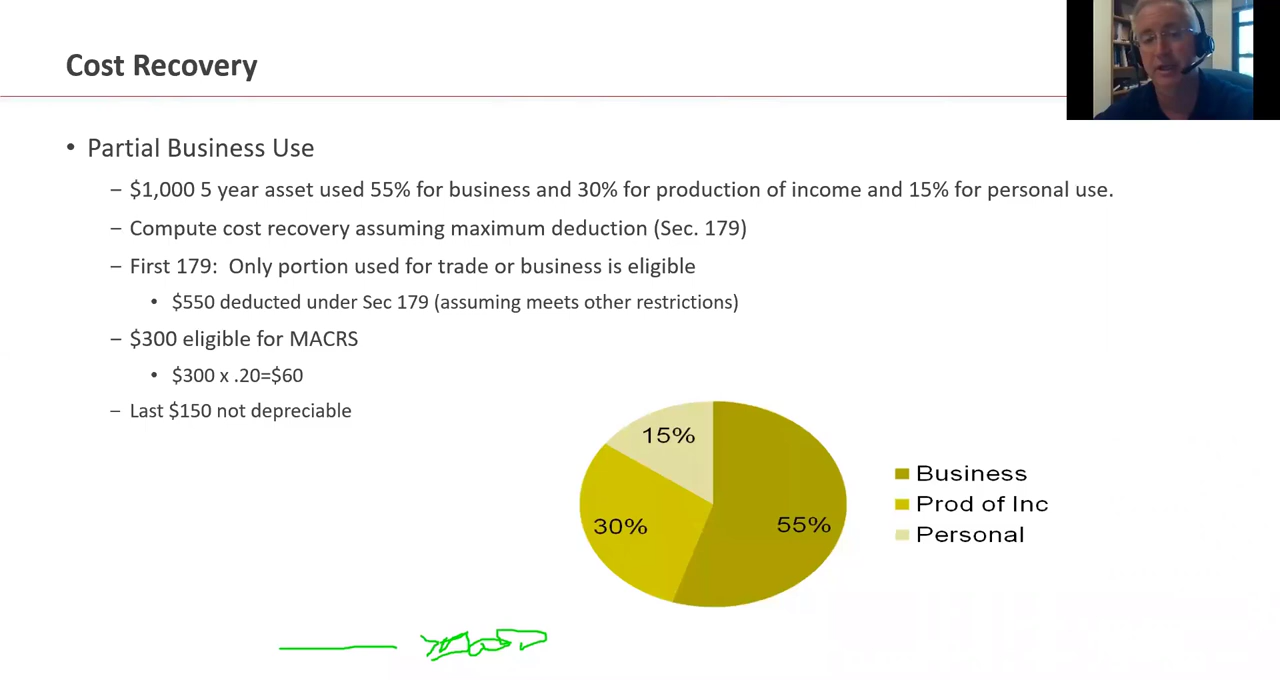 Cost Recovery
• Partial Business Use
– $1,000 5 year asset used 55% for business and 30% for production of income and 15% for personal use.
– Compute cost recovery assuming maximum deduction (Sec. 179)
– First 179:  Only portion used for trade or business is eligible
• $550 deducted under Sec 179 (assuming meets other restrictions)
– $300 eligible for MACRS
• $300 x .20=$60
– Last $150 not depreciable
15%
30%
55%
Business
Prod of Inc
Personal